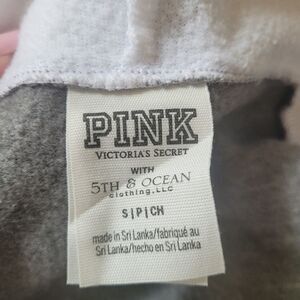 PINK
VICTORIA'S SECRET
WITH
5TH & OCEAN
clothing, LLC
S|P|CH
made in Sri Lanka/fabriqué au
Sri Lanka/hecho en Sri Lanka